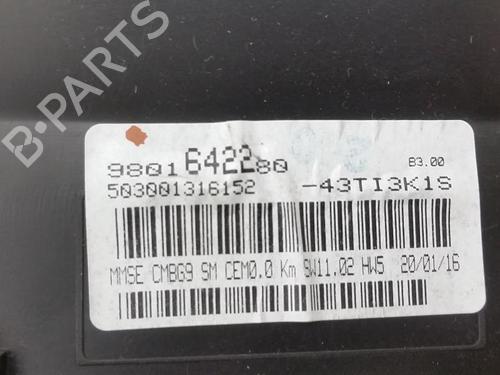 B-PARTS
9801642280
B3.00
503001316152
-43TI3K1S
MMSE CMBG9 SM CEM0.0 Km SW11.02 HW5 20/01/16